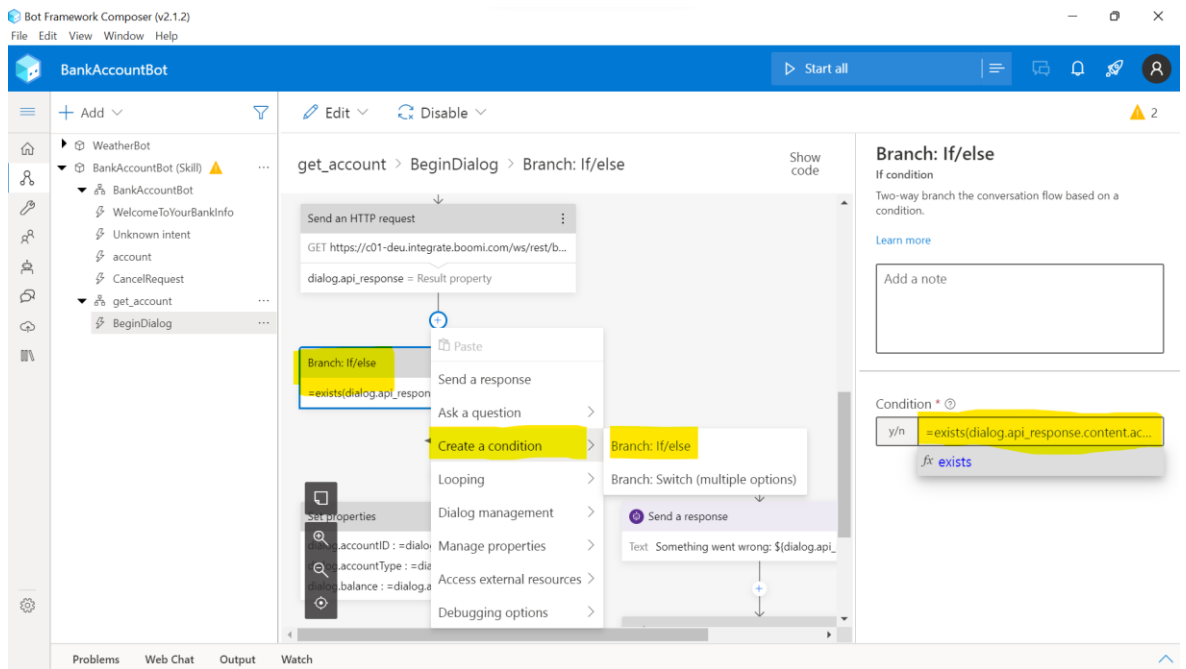 Bot Framework Composer (v2.1.2)
File Edit View Window Help
BankAccountBot
Start all
Add
Edit
Disable
2
WeatherBot
BankAccountBot (Skill)
BankAccountBot
WelcomeToYourBankInfo
Unknown intent
account
CancelRequest
get_account
BeginDialog
get_account > BeginDialog > Branch: If/else
Show
code
Send an HTTP request
GET https://c01-deu.integrate.boomi.com/ws/rest/b...
dialog.api_response = Result property
Branch: If/else
=exists(dialog.api_respon
Paste
Send a response
Ask a question
Create a condition
Looping
Dialog management
Manage properties
Access external resources
Debugging options
Branch: If/else
Branch: Switch (multiple options)
Set properties
dialog.accountID : =dialo
dialog.accountType : =dia
dialog.balance : =dialog.a
Send a response
Text Something went wrong: ${dialog.api_
Branch: If/else
If condition
Two-way branch the conversation flow based on a
condition.
Learn more
Add a note
Condition *
y/n =exists(dialog.api_response.content.ac...
fx exists
Problems Web Chat Output Watch